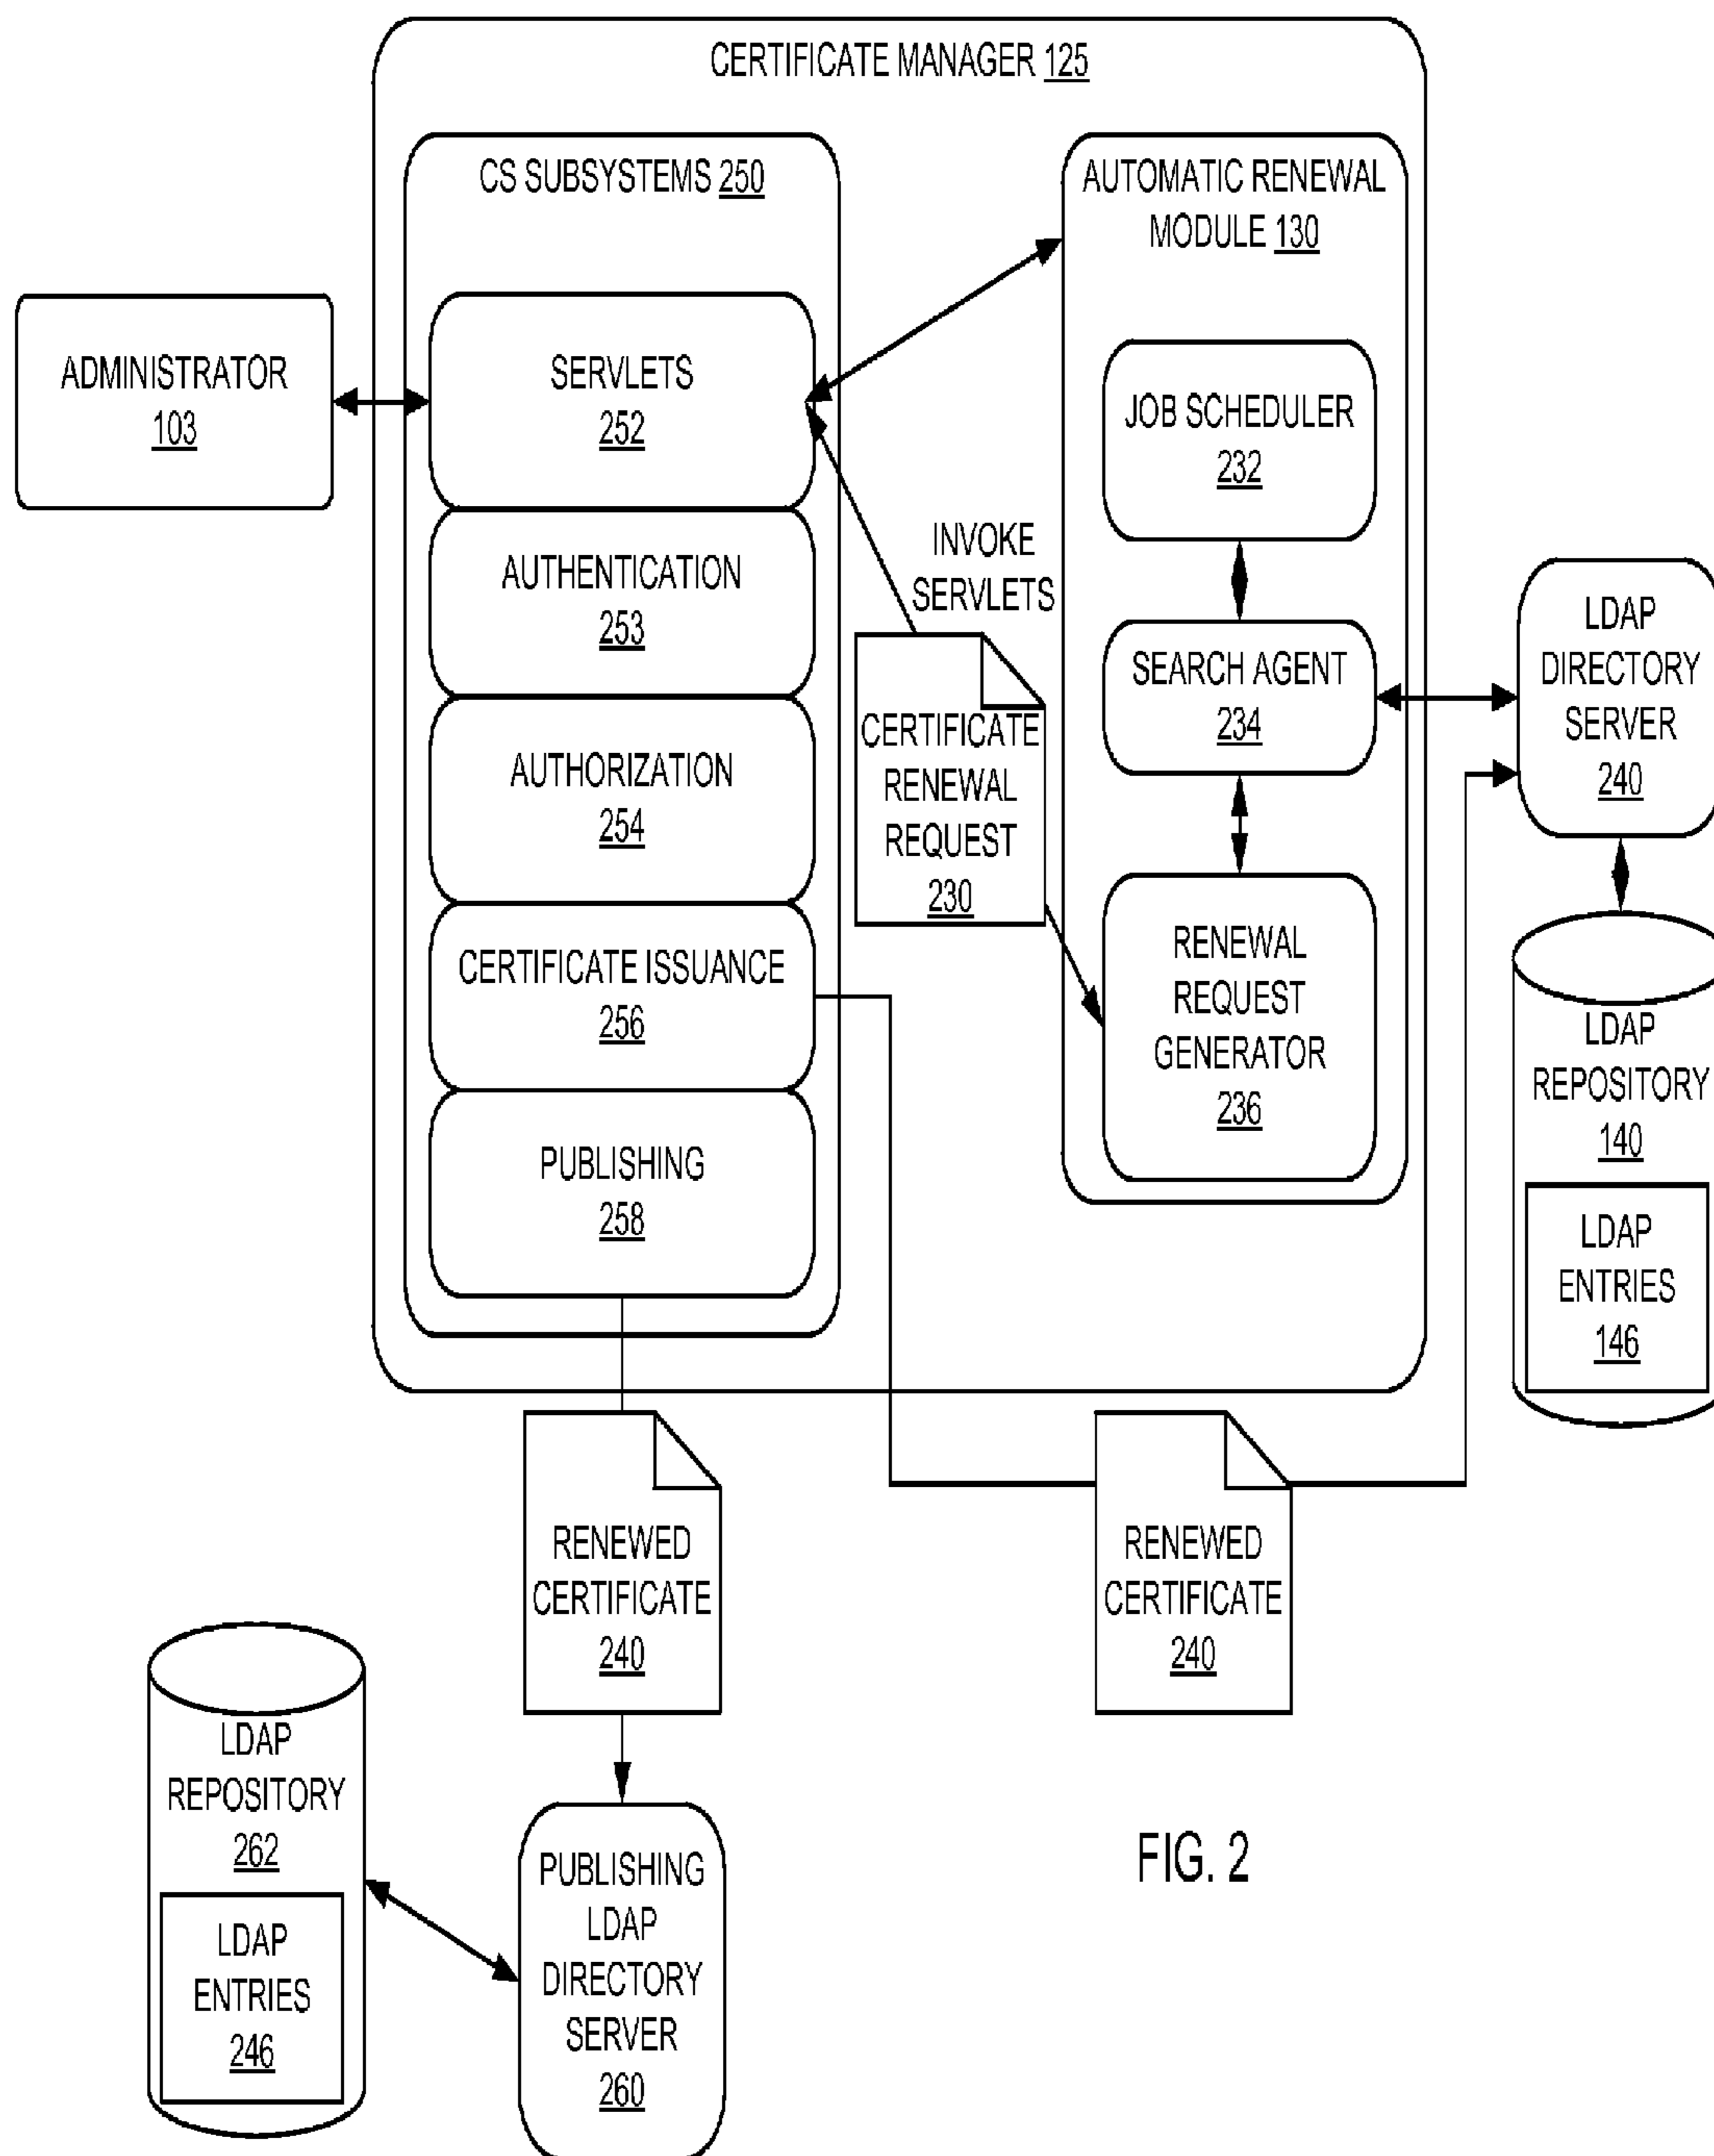 CERTIFICATE MANAGER 125
CS SUBSYSTEMS 250
AUTOMATIC RENEWAL
MODULE 130
ADMINISTRATOR
103
SERVLETS
252
AUTHENTICATION
253
AUTHORIZATION
254
CERTIFICATE ISSUANCE
256
PUBLISHING
258
INVOKE
SERVLETS
CERTIFICATE
RENEWAL
REQUEST
230
JOB SCHEDULER
232
SEARCH AGENT
234
RENEWAL
REQUEST
GENERATOR
236
LDAP
DIRECTORY
SERVER
240
LDAP
REPOSITORY
140
LDAP
ENTRIES
146
RENEWED
CERTIFICATE
240
RENEWED
CERTIFICATE
240
LDAP
REPOSITORY
262
LDAP
ENTRIES
246
PUBLISHING
LDAP
DIRECTORY
SERVER
260
FIG. 2